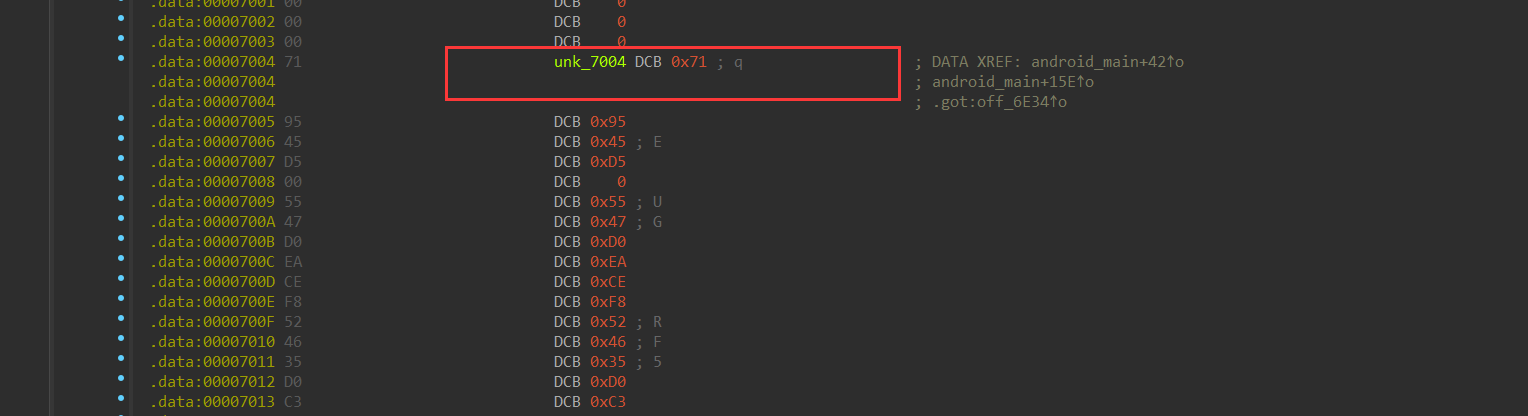 .data:00007001 00 DCB 0
.data:00007002 00 DCB 0
.data:00007003 00 DCB 0
.data:00007004 71 unk_7004 DCB 0x71 ; q ; DATA XREF: android_main+42↑o
.data:00007004 ; android_main+15E↑o
.data:00007004 ; .got:off_6E34↑o
.data:00007005 95 DCB 0x95
.data:00007006 45 DCB 0x45 ; E
.data:00007007 D5 DCB 0xD5
.data:00007008 00 DCB 0
.data:00007009 55 DCB 0x55 ; U
.data:0000700A 47 DCB 0x47 ; G
.data:0000700B D0 DCB 0xD0
.data:0000700C EA DCB 0xEA
.data:0000700D CE DCB 0xCE
.data:0000700E F8 DCB 0xF8
.data:0000700F 52 DCB 0x52 ; R
.data:00007010 46 DCB 0x46 ; F
.data:00007011 35 DCB 0x35 ; 5
.data:00007012 D0 DCB 0xD0
.data:00007013 C3 DCB 0xC3